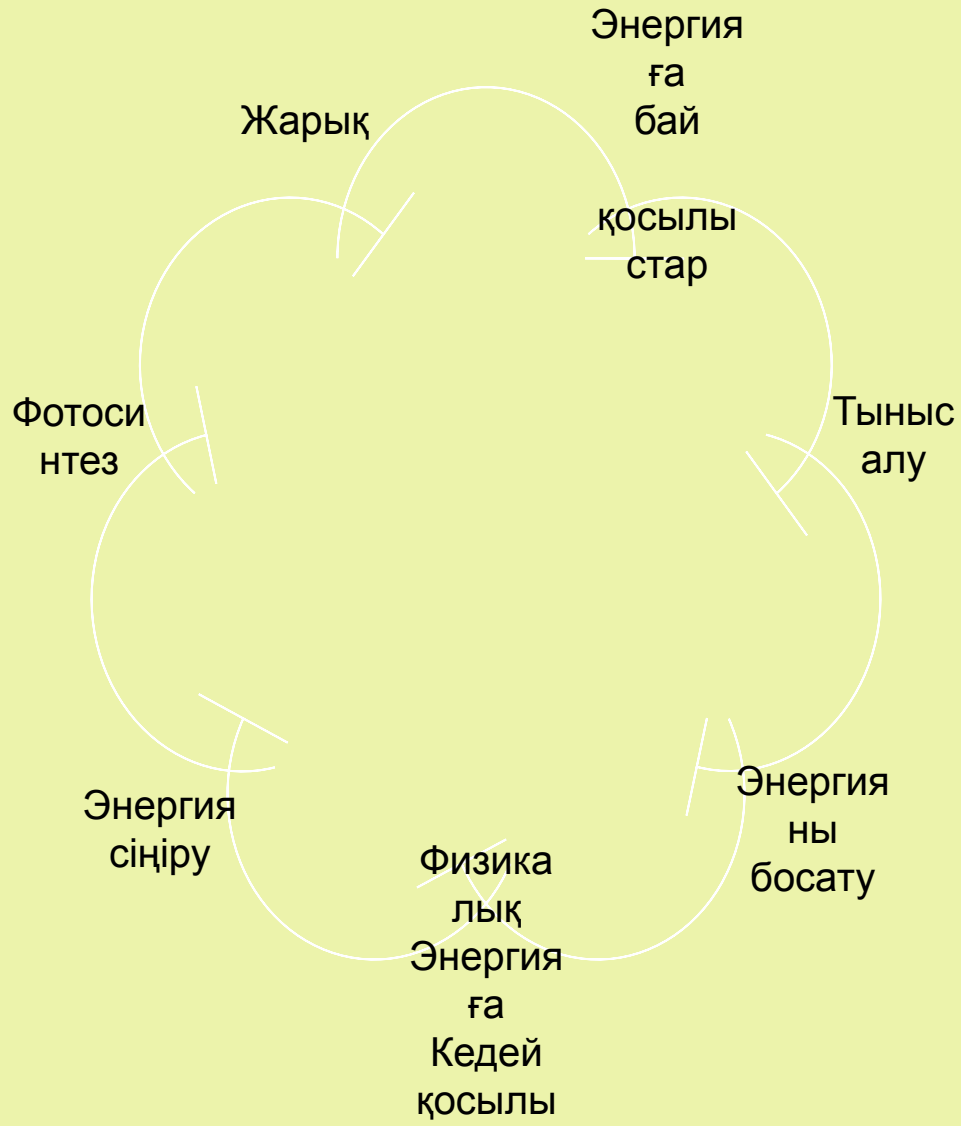 Энергия
ға
бай
қосылы
стар
Жарық
Тыныс
алу
Фотоси
нтез
Энергия
ны
босату
Энергия
сіңіру
Физика
лық
Энергия
ға
Кедей
қосылы